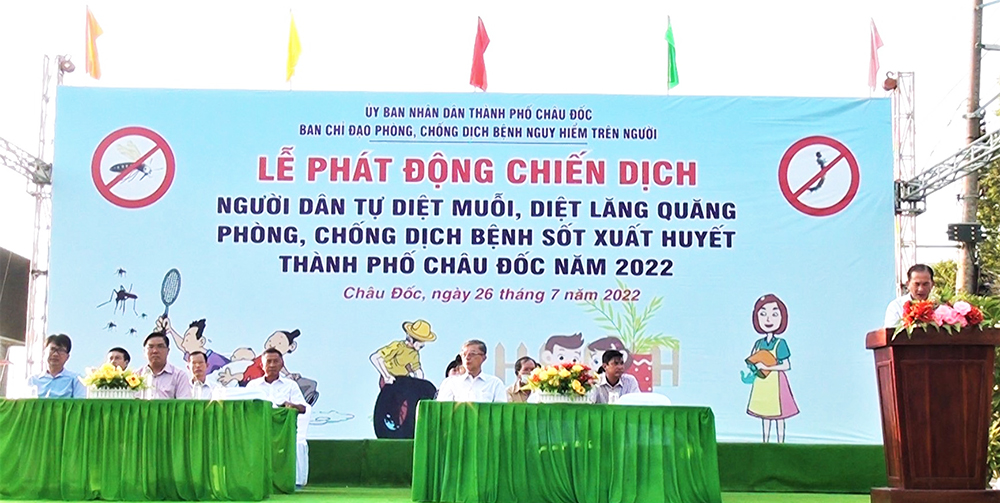 ỦY BAN NHÂN DÂN THÀNH PHỐ CHÂU ĐỐC
BAN CHỈ ĐẠO PHÒNG, CHỐNG DỊCH BỆNH NGUY HIỂM TRÊN NGƯỜI
LỄ PHÁT ĐỘNG CHIẾN DỊCH
NGƯỜI DÂN TỰ DIỆT MUỖI, DIỆT LĂNG QUĂNG
PHÒNG, CHỐNG DỊCH BỆNH SỐT XUẤT HUYẾT
THÀNH PHỐ CHÂU ĐỐC NĂM 2022
Châu Đốc, ngày 26 tháng 7 năm 2022